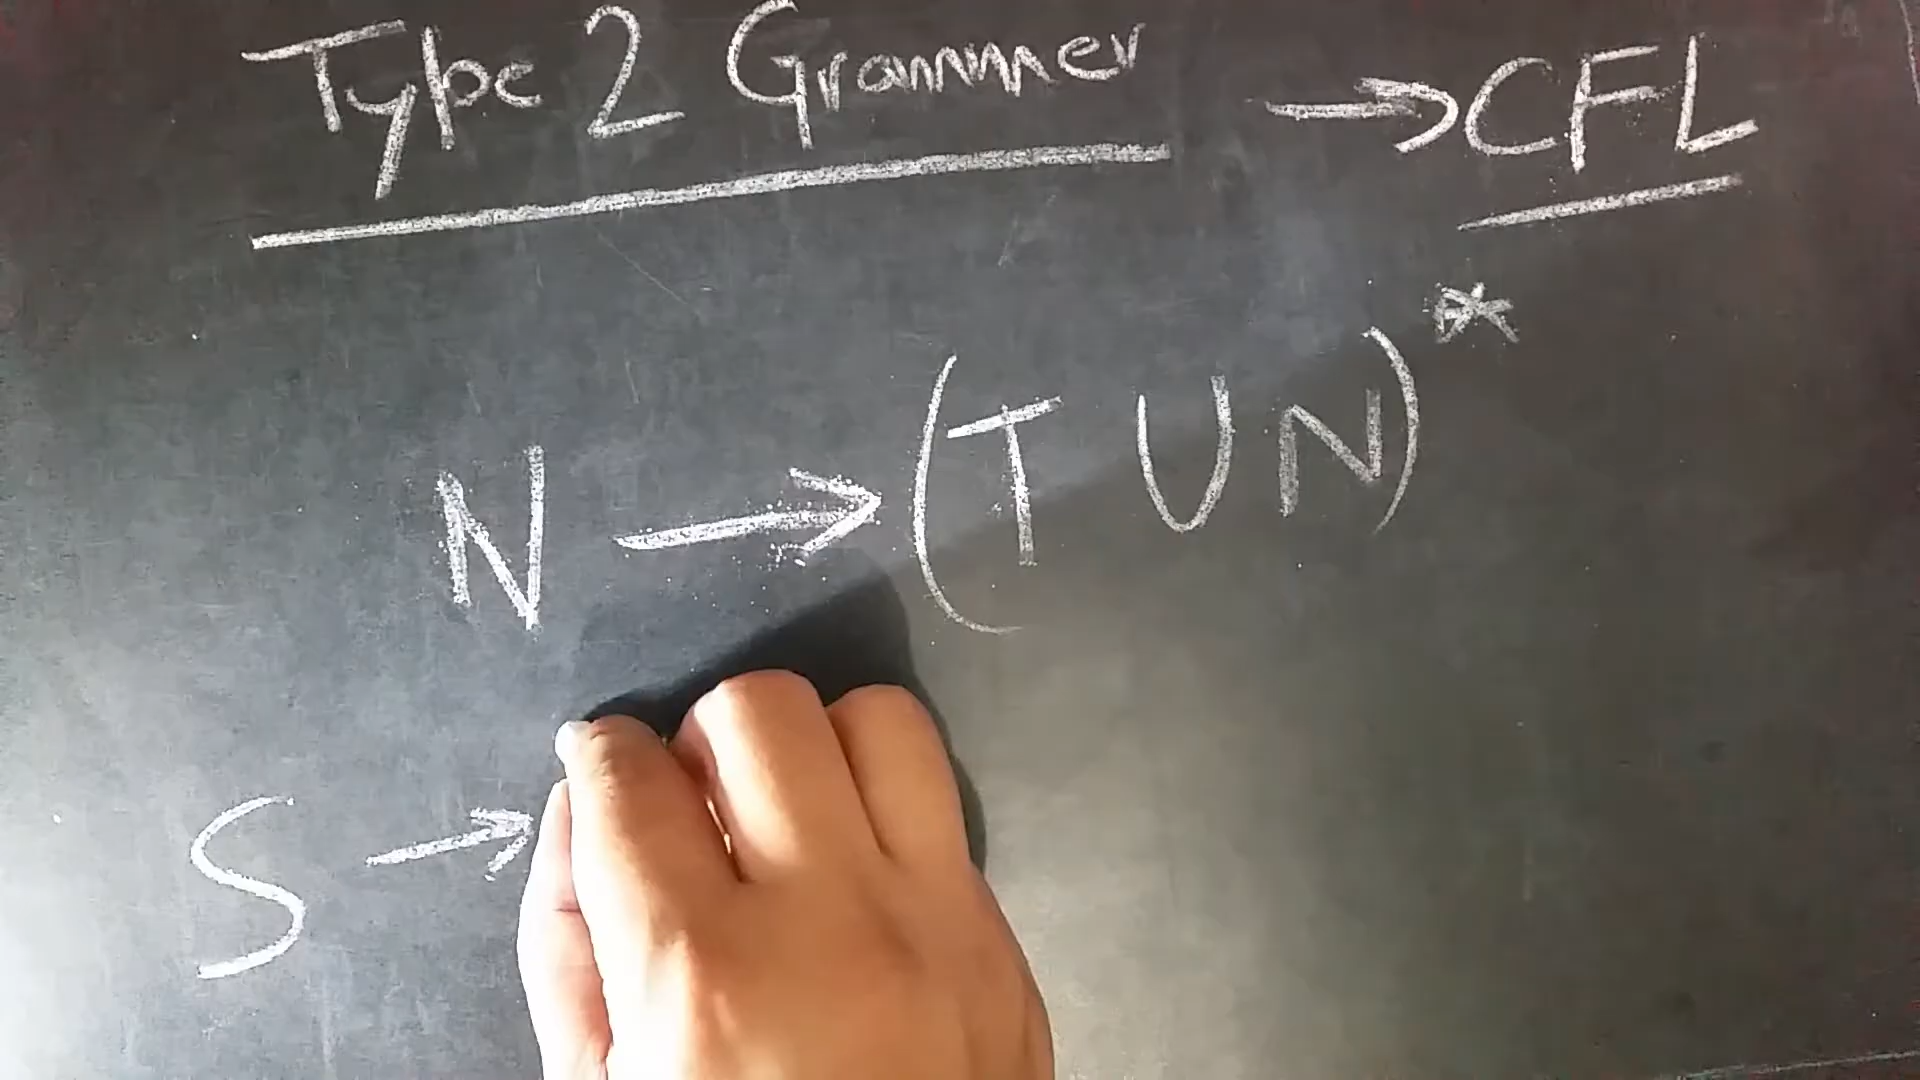 Type 2 Grammer → CFL
N → (T U N)*
S →